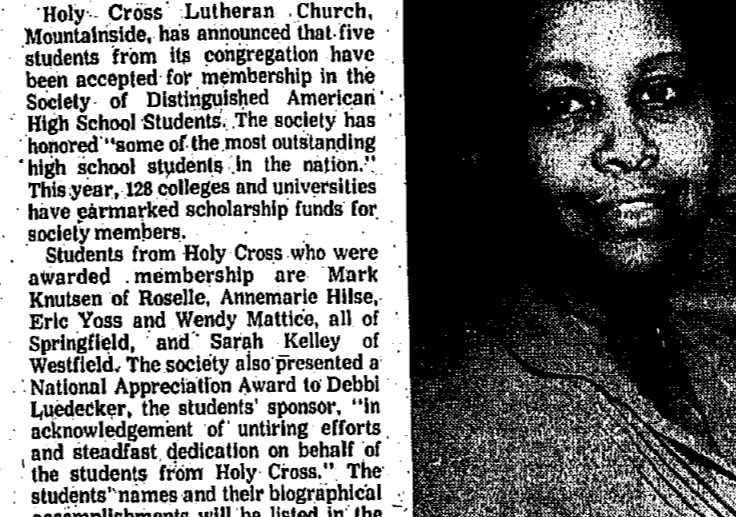 Holy Cross Lutheran Church,
Mountainside, has announced that five
students from its congregation have
been accepted for membership in the
Society of Distinguished American
High School Students. The society has
honored "some of the most outstanding
high school students in the nation."
This year, 128 colleges and universities
have earmarked scholarship funds for
society members.
Students from Holy Cross who were
awarded membership are Mark
Knutsen of Roselle, Annemarie Hilse,
Eric Yoss and Wendy Mattice, all of
Springfield, and Sarah Kelley of
Westfield. The society also presented a
National Appreciation Award to Debbi
Luedecker, the students' sponsor, "in
acknowledgement of untiring efforts
and steadfast dedication on behalf of
the students from Holy Cross." The
students' names and their biographical
accomplishments will be listed in the